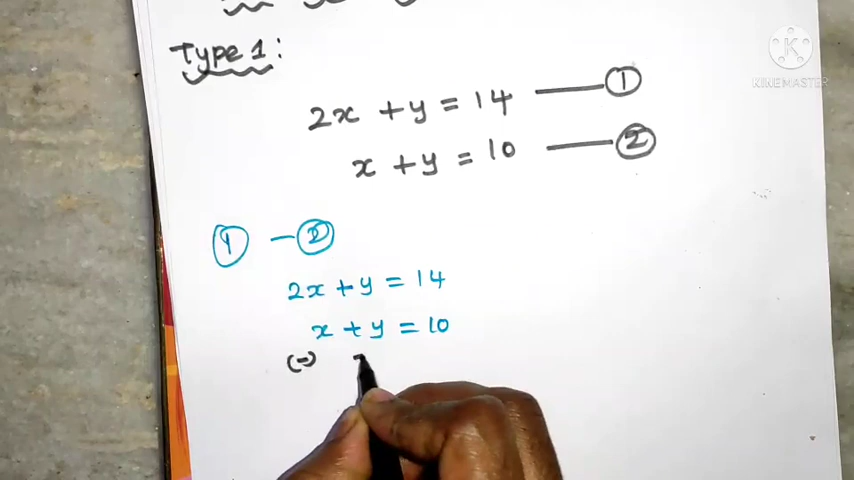 Type 1:
2x + y = 14 —— ①
x + y = 10 —— ②
KINEMASTER
① - ②
2x + y = 14
x + y = 10
(-)